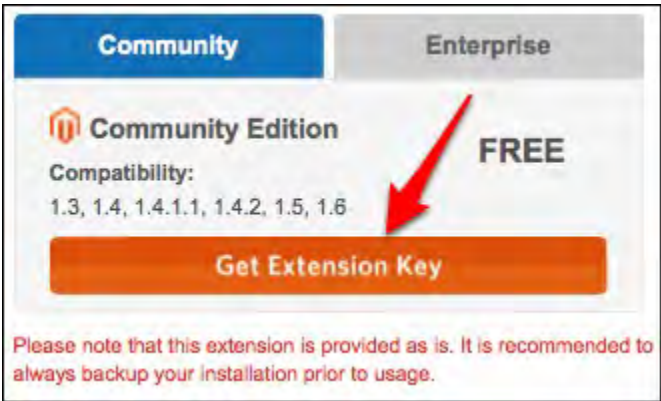 Community Enterprise
Community Edition
FREE
Compatibility:
1.3, 1.4, 1.4.1.1, 1.4.2, 1.5, 1.6
Get Extension Key
Please note that this extension is provided as is. It is recommended to
always backup your installation prior to usage.